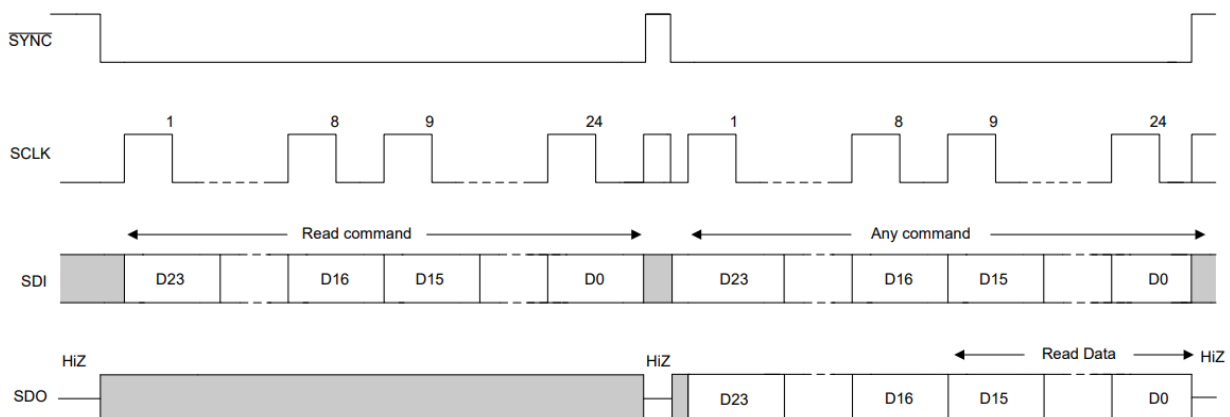 SYNC
1 8 9 24 1 8 9 24
SCLK
Read command Any command
SDI D23 D16 D15 D0 D23 D16 D15 D0
HiZ HiZ Read Data HiZ
SDO D23 D16 D15 D0